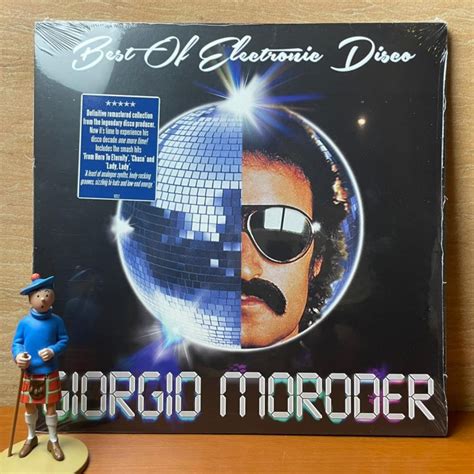 Best Of Electronic Disco
★★★★★
Definitive remastered collection
from the legendary disco producer.
Now it's time to experience his
disco decade one more time!
Includes the smash hits
'From Here To Eternity', 'Chase' and
'Lady, Lady'.
'A feast of analogue synths, body-rocking
grooves, sizzling hi-hats and low-end energy
GIORGIO MORODER